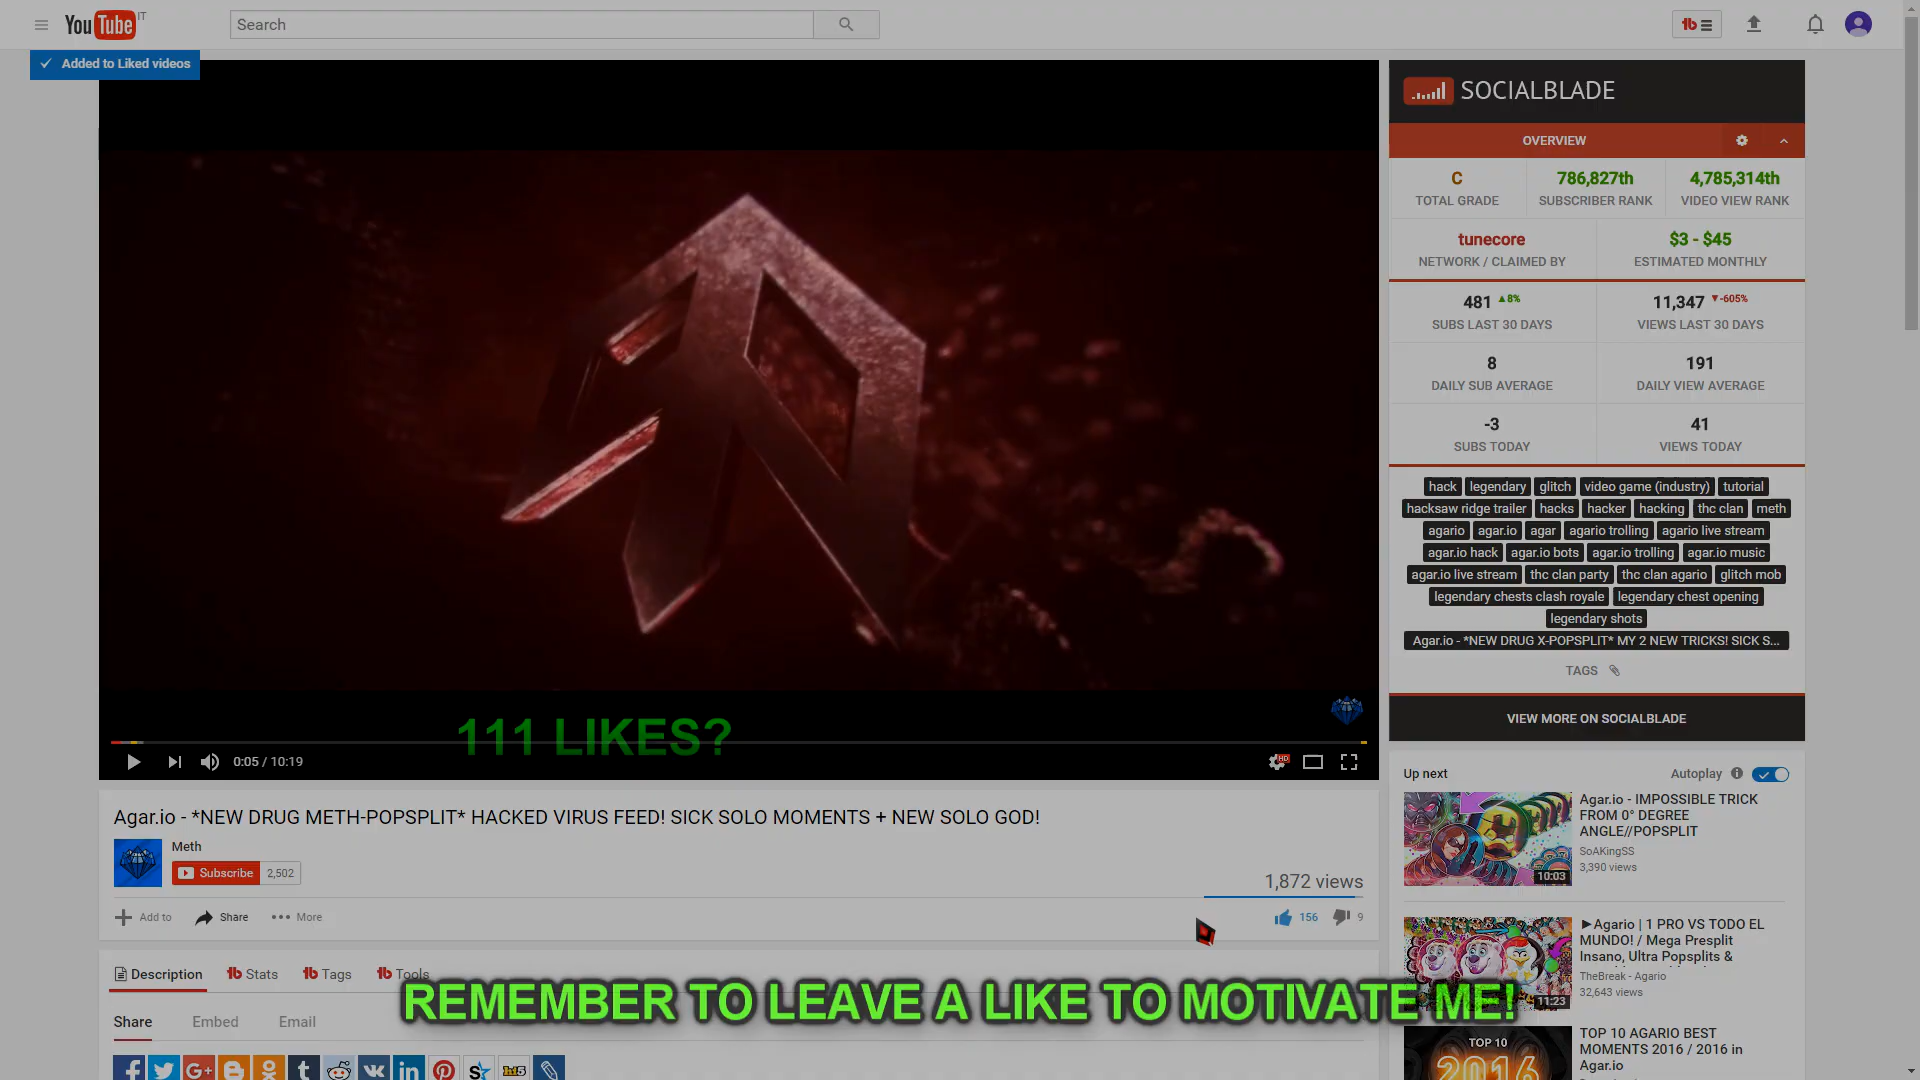 YouTube IT
Search
Added to Liked videos
SOCIALBLADE
OVERVIEW
C
TOTAL GRADE
786,827th
SUBSCRIBER RANK
4,785,314th
VIDEO VIEW RANK
tunecore
NETWORK / CLAIMED BY
$3 - $45
ESTIMATED MONTHLY
481 ▲8%
SUBS LAST 30 DAYS
11,347 ▼-605%
VIEWS LAST 30 DAYS
8
DAILY SUB AVERAGE
191
DAILY VIEW AVERAGE
-3
SUBS TODAY
41
VIEWS TODAY
hack legendary glitch video game (industry) tutorial
hacksaw ridge trailer hacks hacker hacking thc clan meth
agario agar.io agar agario trolling agario live stream
agar.io hack agar.io bots agar.io trolling agar.io music
agar.io live stream thc clan party thc clan agario glitch mob
legendary chests clash royale legendary chest opening
legendary shots
Agar.io - *NEW DRUG X-POPSPLIT* MY 2 NEW TRICKS! SICK S...
TAGS
VIEW MORE ON SOCIALBLADE
111 LIKES?
0:05 / 10:19
HD
Agar.io - *NEW DRUG METH-POPSPLIT* HACKED VIRUS FEED! SICK SOLO MOMENTS + NEW SOLO GOD!
Meth
Subscribe 2,502
1,872 views
Add to Share More
156 9
Description Stats Tags Tools
REMEMBER TO LEAVE A LIKE TO MOTIVATE ME!
Share Embed Email
hi5
Up next
Autoplay
Agar.io - IMPOSSIBLE TRICK
FROM 0° DEGREE
ANGLE//POPSPLIT
SoAKingSS
3,390 views
10:03
►Agario | 1 PRO VS TODO EL
MUNDO! / Mega Presplit
Insano, Ultra Popsplits &
TheBreak - Agario
32,643 views
11:23
TOP 10 AGARIO BEST
MOMENTS 2016 / 2016 in
Agar.io
TOP 10
2016